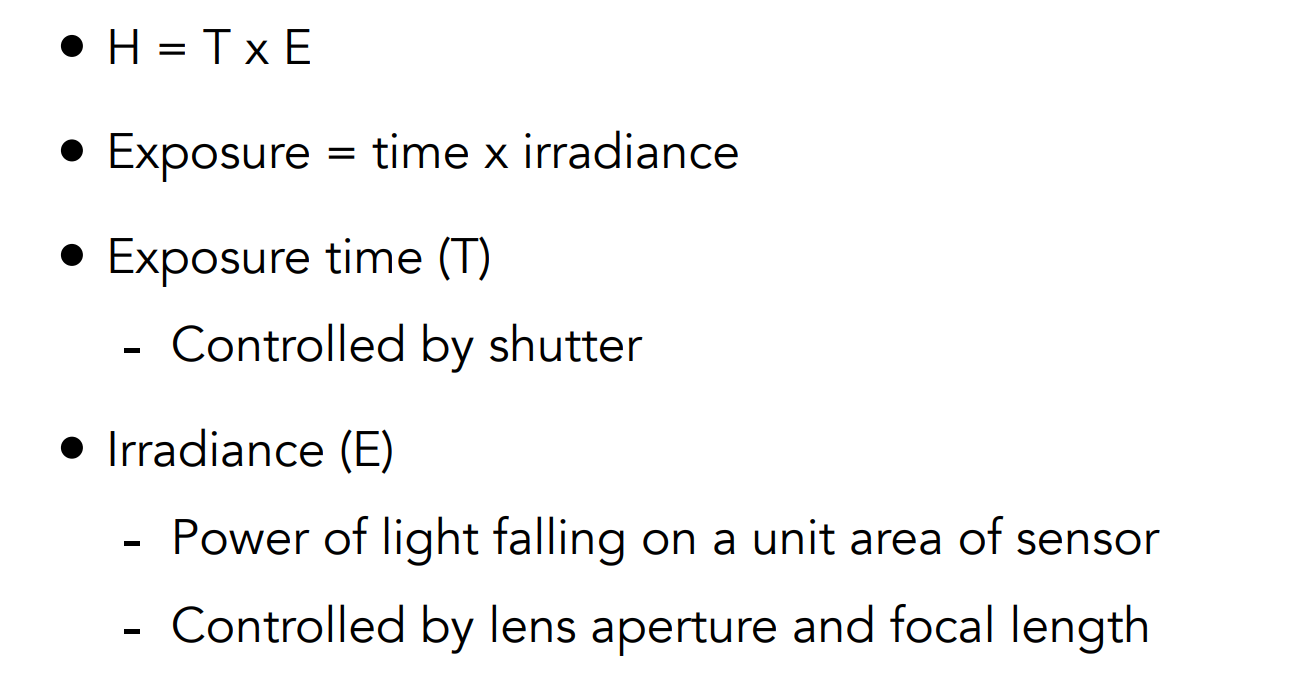 • H = T x E
• Exposure = time x irradiance
• Exposure time (T)
- Controlled by shutter
• Irradiance (E)
- Power of light falling on a unit area of sensor
- Controlled by lens aperture and focal length